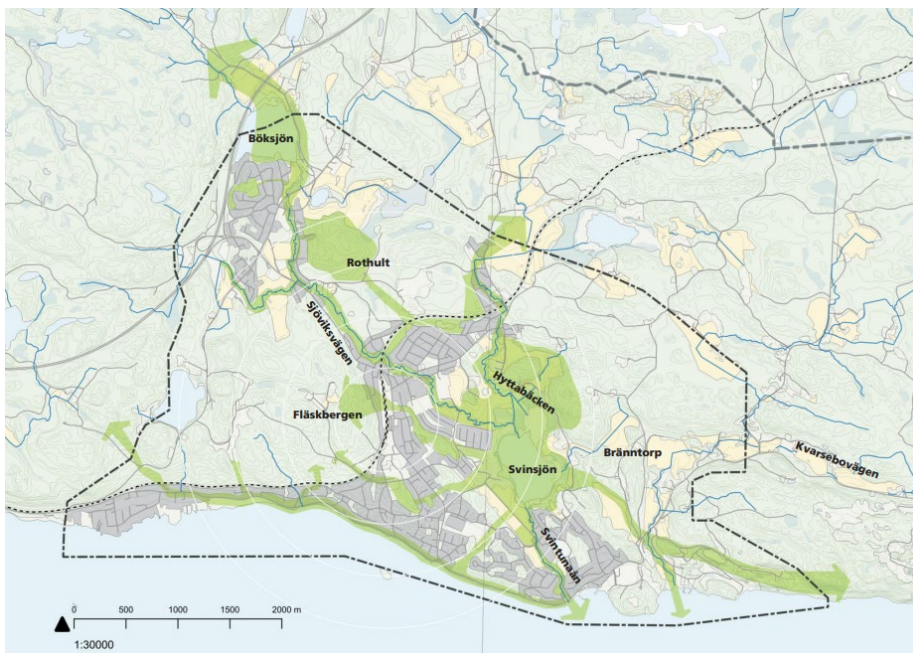 Böksjön
Rothult
Sjöviksvägen
Hyttabäcken
Fläskbergen
Svinsjön
Bränntorp
Kvarsebovägen
Svintunaån
0 500 1000 1500 2000 m
1:30000